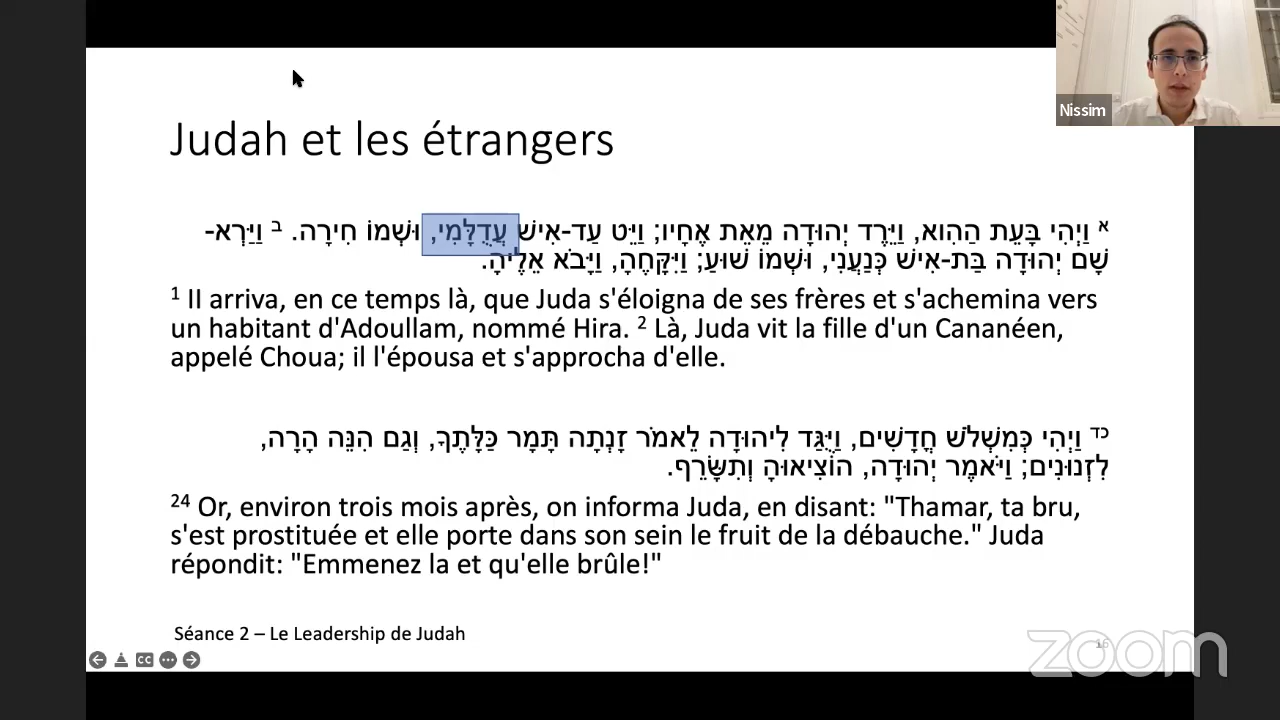 Nissim
Judah et les étrangers
א וַיְהִי בָּעֵת הַהִוא, וַיֵּרֶד יְהוּדָה מֵאֵת אֶחָיו; וַיֵּט עַד-אִישׁ עֲדֻלָּמִי, וּשְׁמוֹ חִירָה. ב וַיַּרְא-
שָׁם יְהוּדָה בַּת-אִישׁ כְּנַעֲנִי, וּשְׁמוֹ שׁוּעַ; וַיִּקָּחֶהָ, וַיָּבֹא אֵלֶיהָ.
1 Il arriva, en ce temps là, que Juda s'éloigna de ses frères et s'achemina vers
un habitant d'Adoullam, nommé Hira. 2 Là, Juda vit la fille d'un Cananéen,
appelé Choua; il l'épousa et s'approcha d'elle.
כד וַיְהִי כְּמִשְׁלֹשׁ חֳדָשִׁים, וַיֻּגַּד לִיהוּדָה לֵאמֹר זָנְתָה תָּמָר כַּלָּתֶךָ, וְגַם הִנֵּה הָרָה,
לִזְנוּנִים; וַיֹּאמֶר יְהוּדָה, הוֹצִיאוּהָ וְתִשָּׂרֵף.
24 Or, environ trois mois après, on informa Juda, en disant: "Thamar, ta bru,
s'est prostituée et elle porte dans son sein le fruit de la débauche." Juda
répondit: "Emmenez la et qu'elle brûle!"
Séance 2 – Le Leadership de Judah
16
CC
zoom